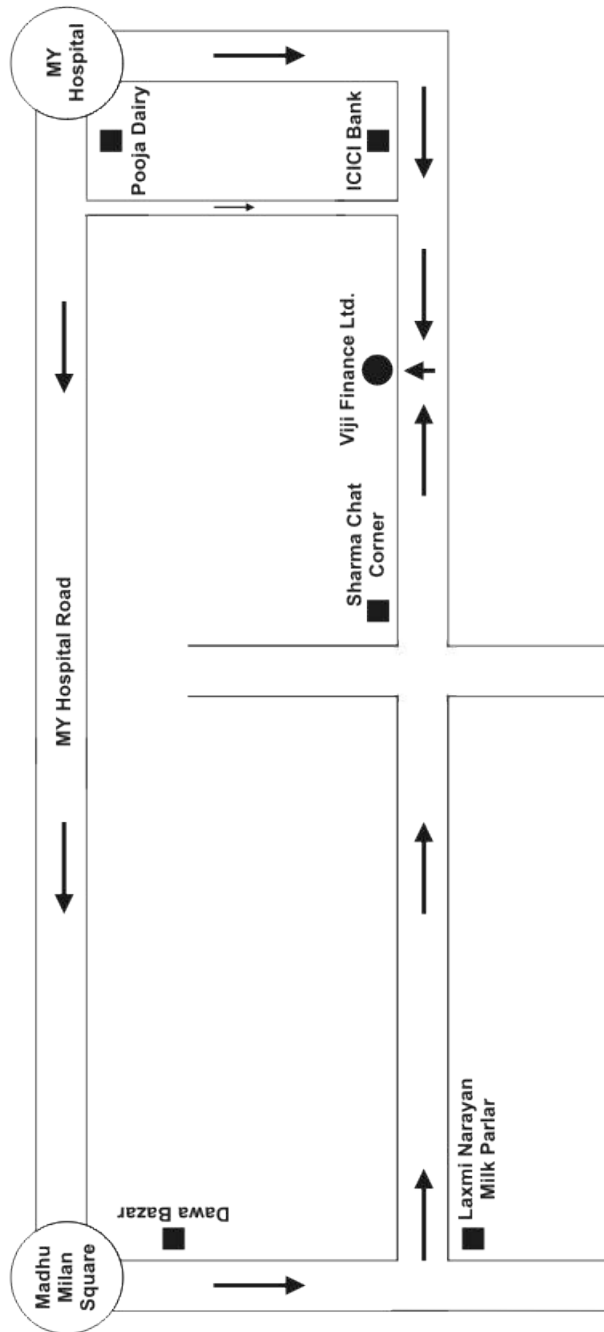 MY
Hospital
Pooja Dairy
ICICI Bank
Viji Finance Ltd.
Sharma Chat
Corner
MY Hospital Road
Dawa Bazar
Laxmi Narayan
Milk Parlar
Madhu
Milan
Square